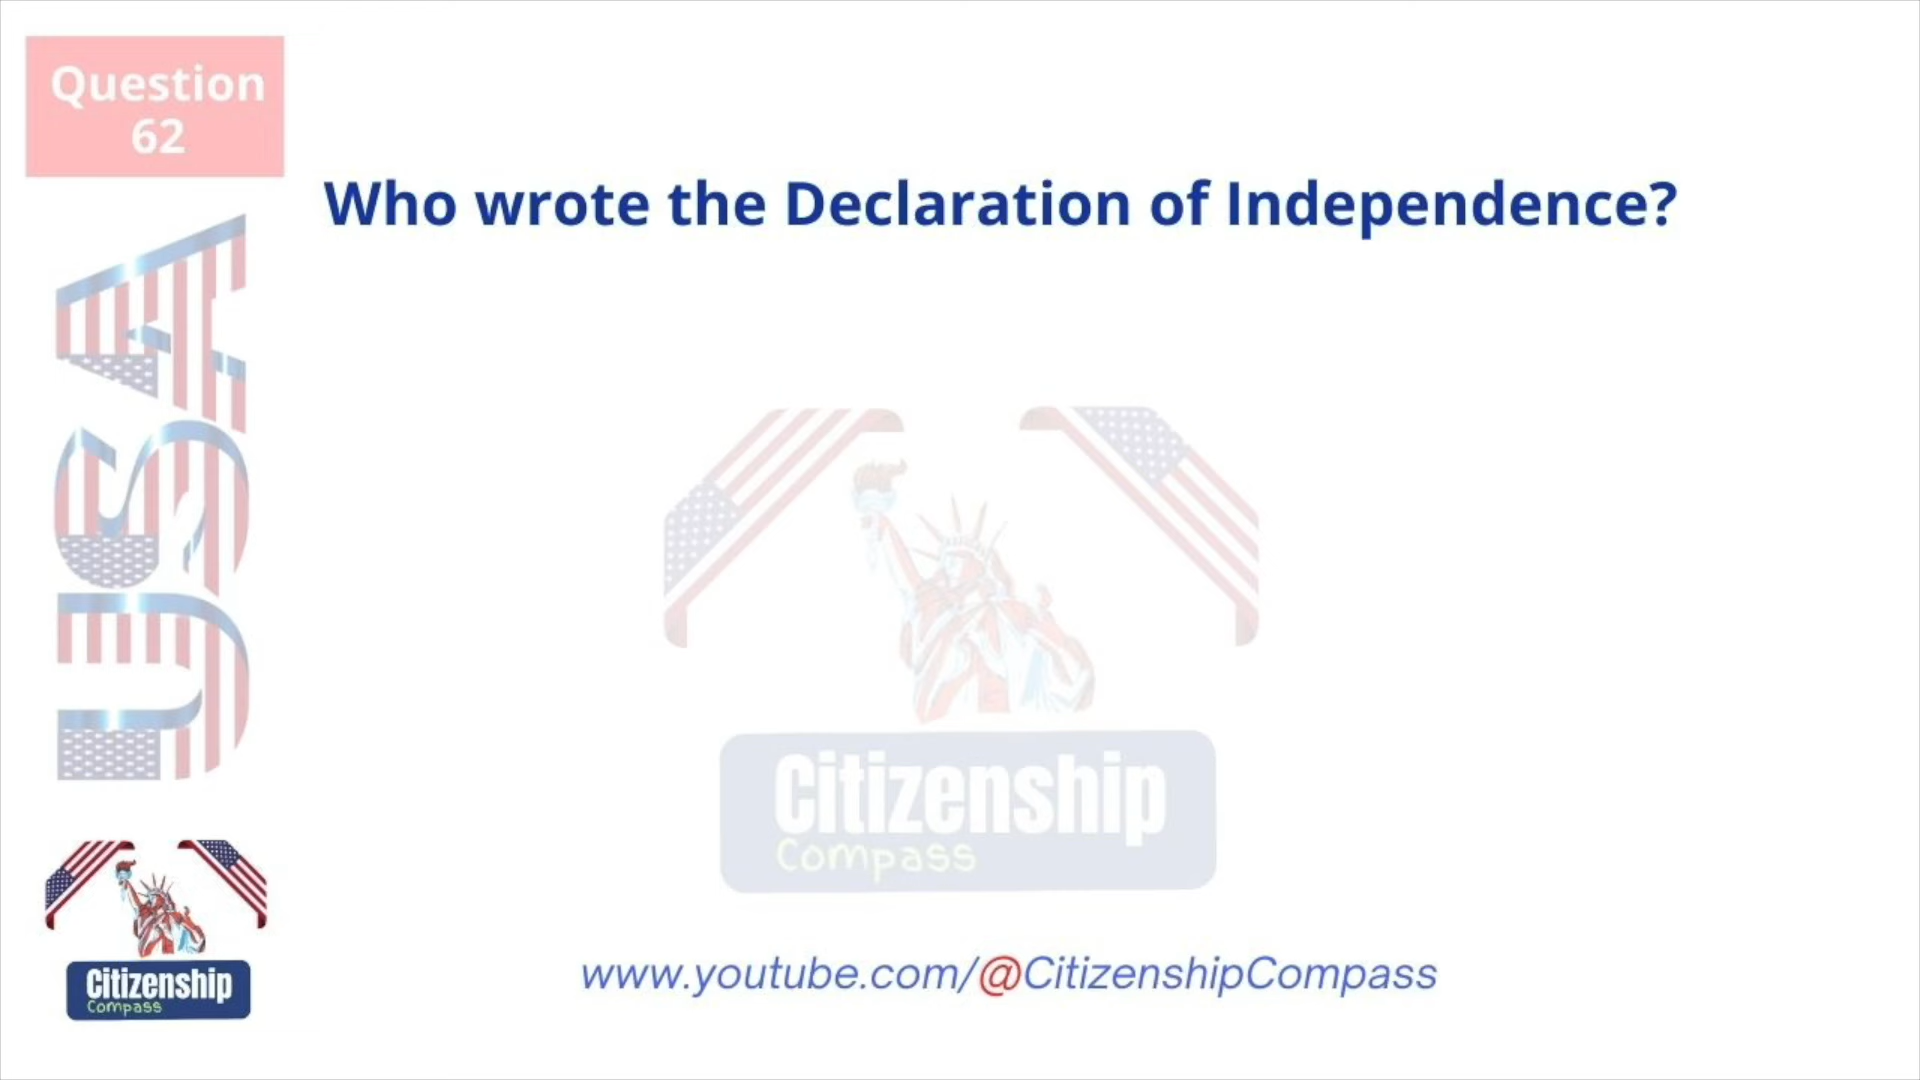 Question
62
Who wrote the Declaration of Independence?
USA
Citizenship
Compass
Citizenship
Compass
www.youtube.com/@CitizenshipCompass